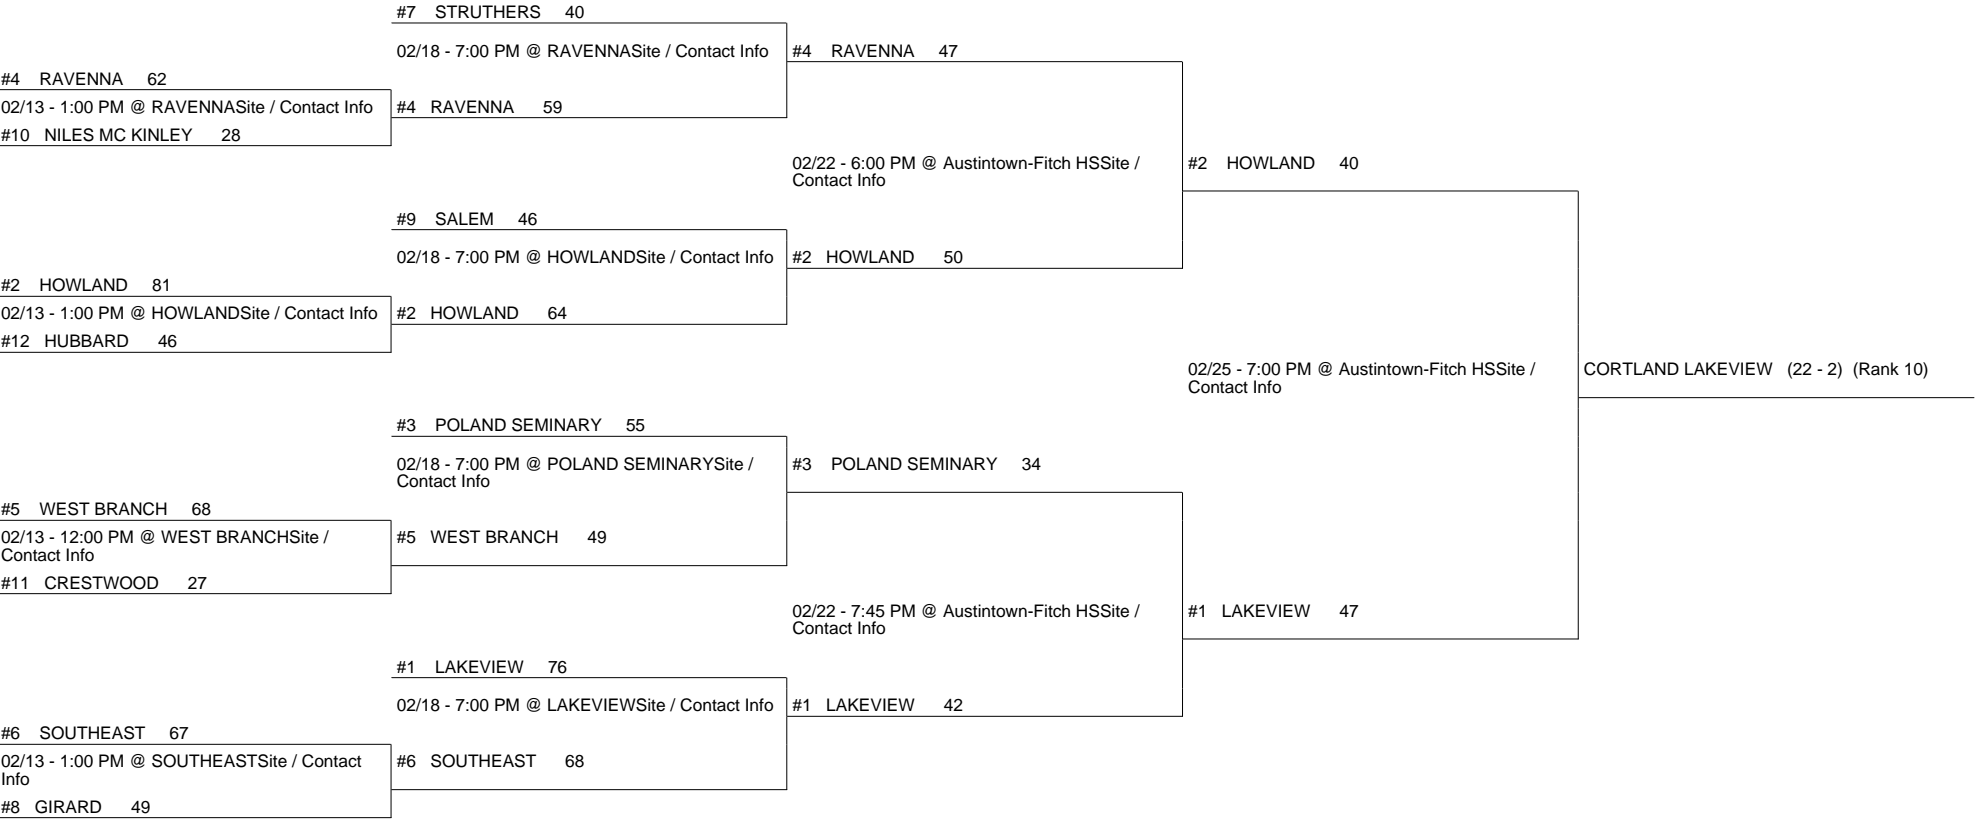 #7 STRUTHERS 40
02/18 - 7:00 PM @ RAVENNASite / Contact Info
#4 RAVENNA 47
#4 RAVENNA 62
02/13 - 1:00 PM @ RAVENNASite / Contact Info
#4 RAVENNA 59
#10 NILES MC KINLEY 28
02/22 - 6:00 PM @ Austintown-Fitch HSSite /
Contact Info
#2 HOWLAND 40
#9 SALEM 46
02/18 - 7:00 PM @ HOWLANDSite / Contact Info
#2 HOWLAND 50
#2 HOWLAND 81
02/13 - 1:00 PM @ HOWLANDSite / Contact Info
#2 HOWLAND 64
#12 HUBBARD 46
02/25 - 7:00 PM @ Austintown-Fitch HSSite /
Contact Info
CORTLAND LAKEVIEW (22 - 2) (Rank 10)
#3 POLAND SEMINARY 55
02/18 - 7:00 PM @ POLAND SEMINARYSite /
Contact Info
#3 POLAND SEMINARY 34
#5 WEST BRANCH 68
02/13 - 12:00 PM @ WEST BRANCHSite /
Contact Info
#5 WEST BRANCH 49
#11 CRESTWOOD 27
02/22 - 7:45 PM @ Austintown-Fitch HSSite /
Contact Info
#1 LAKEVIEW 47
#1 LAKEVIEW 76
02/18 - 7:00 PM @ LAKEVIEWSite / Contact Info
#1 LAKEVIEW 42
#6 SOUTHEAST 67
02/13 - 1:00 PM @ SOUTHEASTSite / Contact
Info
#6 SOUTHEAST 68
#8 GIRARD 49